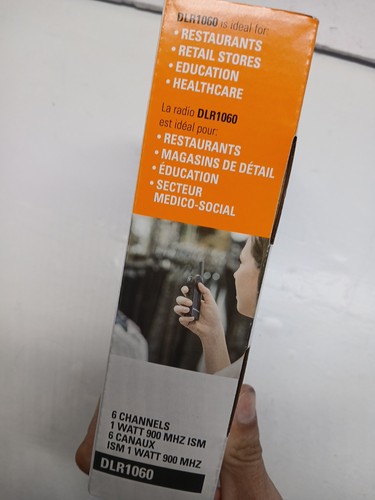 DLR1060 is ideal for:
• RESTAURANTS
• RETAIL STORES
• EDUCATION
• HEALTHCARE
La radio DLR1060
est idéal pour:
• RESTAURANTS
• MAGASINS DE DÉTAIL
• ÉDUCATION
• SECTEUR
MEDICO-SOCIAL
6 CHANNELS
1 WATT 900 MHZ ISM
6 CANAUX
ISM 1 WATT 900 MHZ
DLR1060